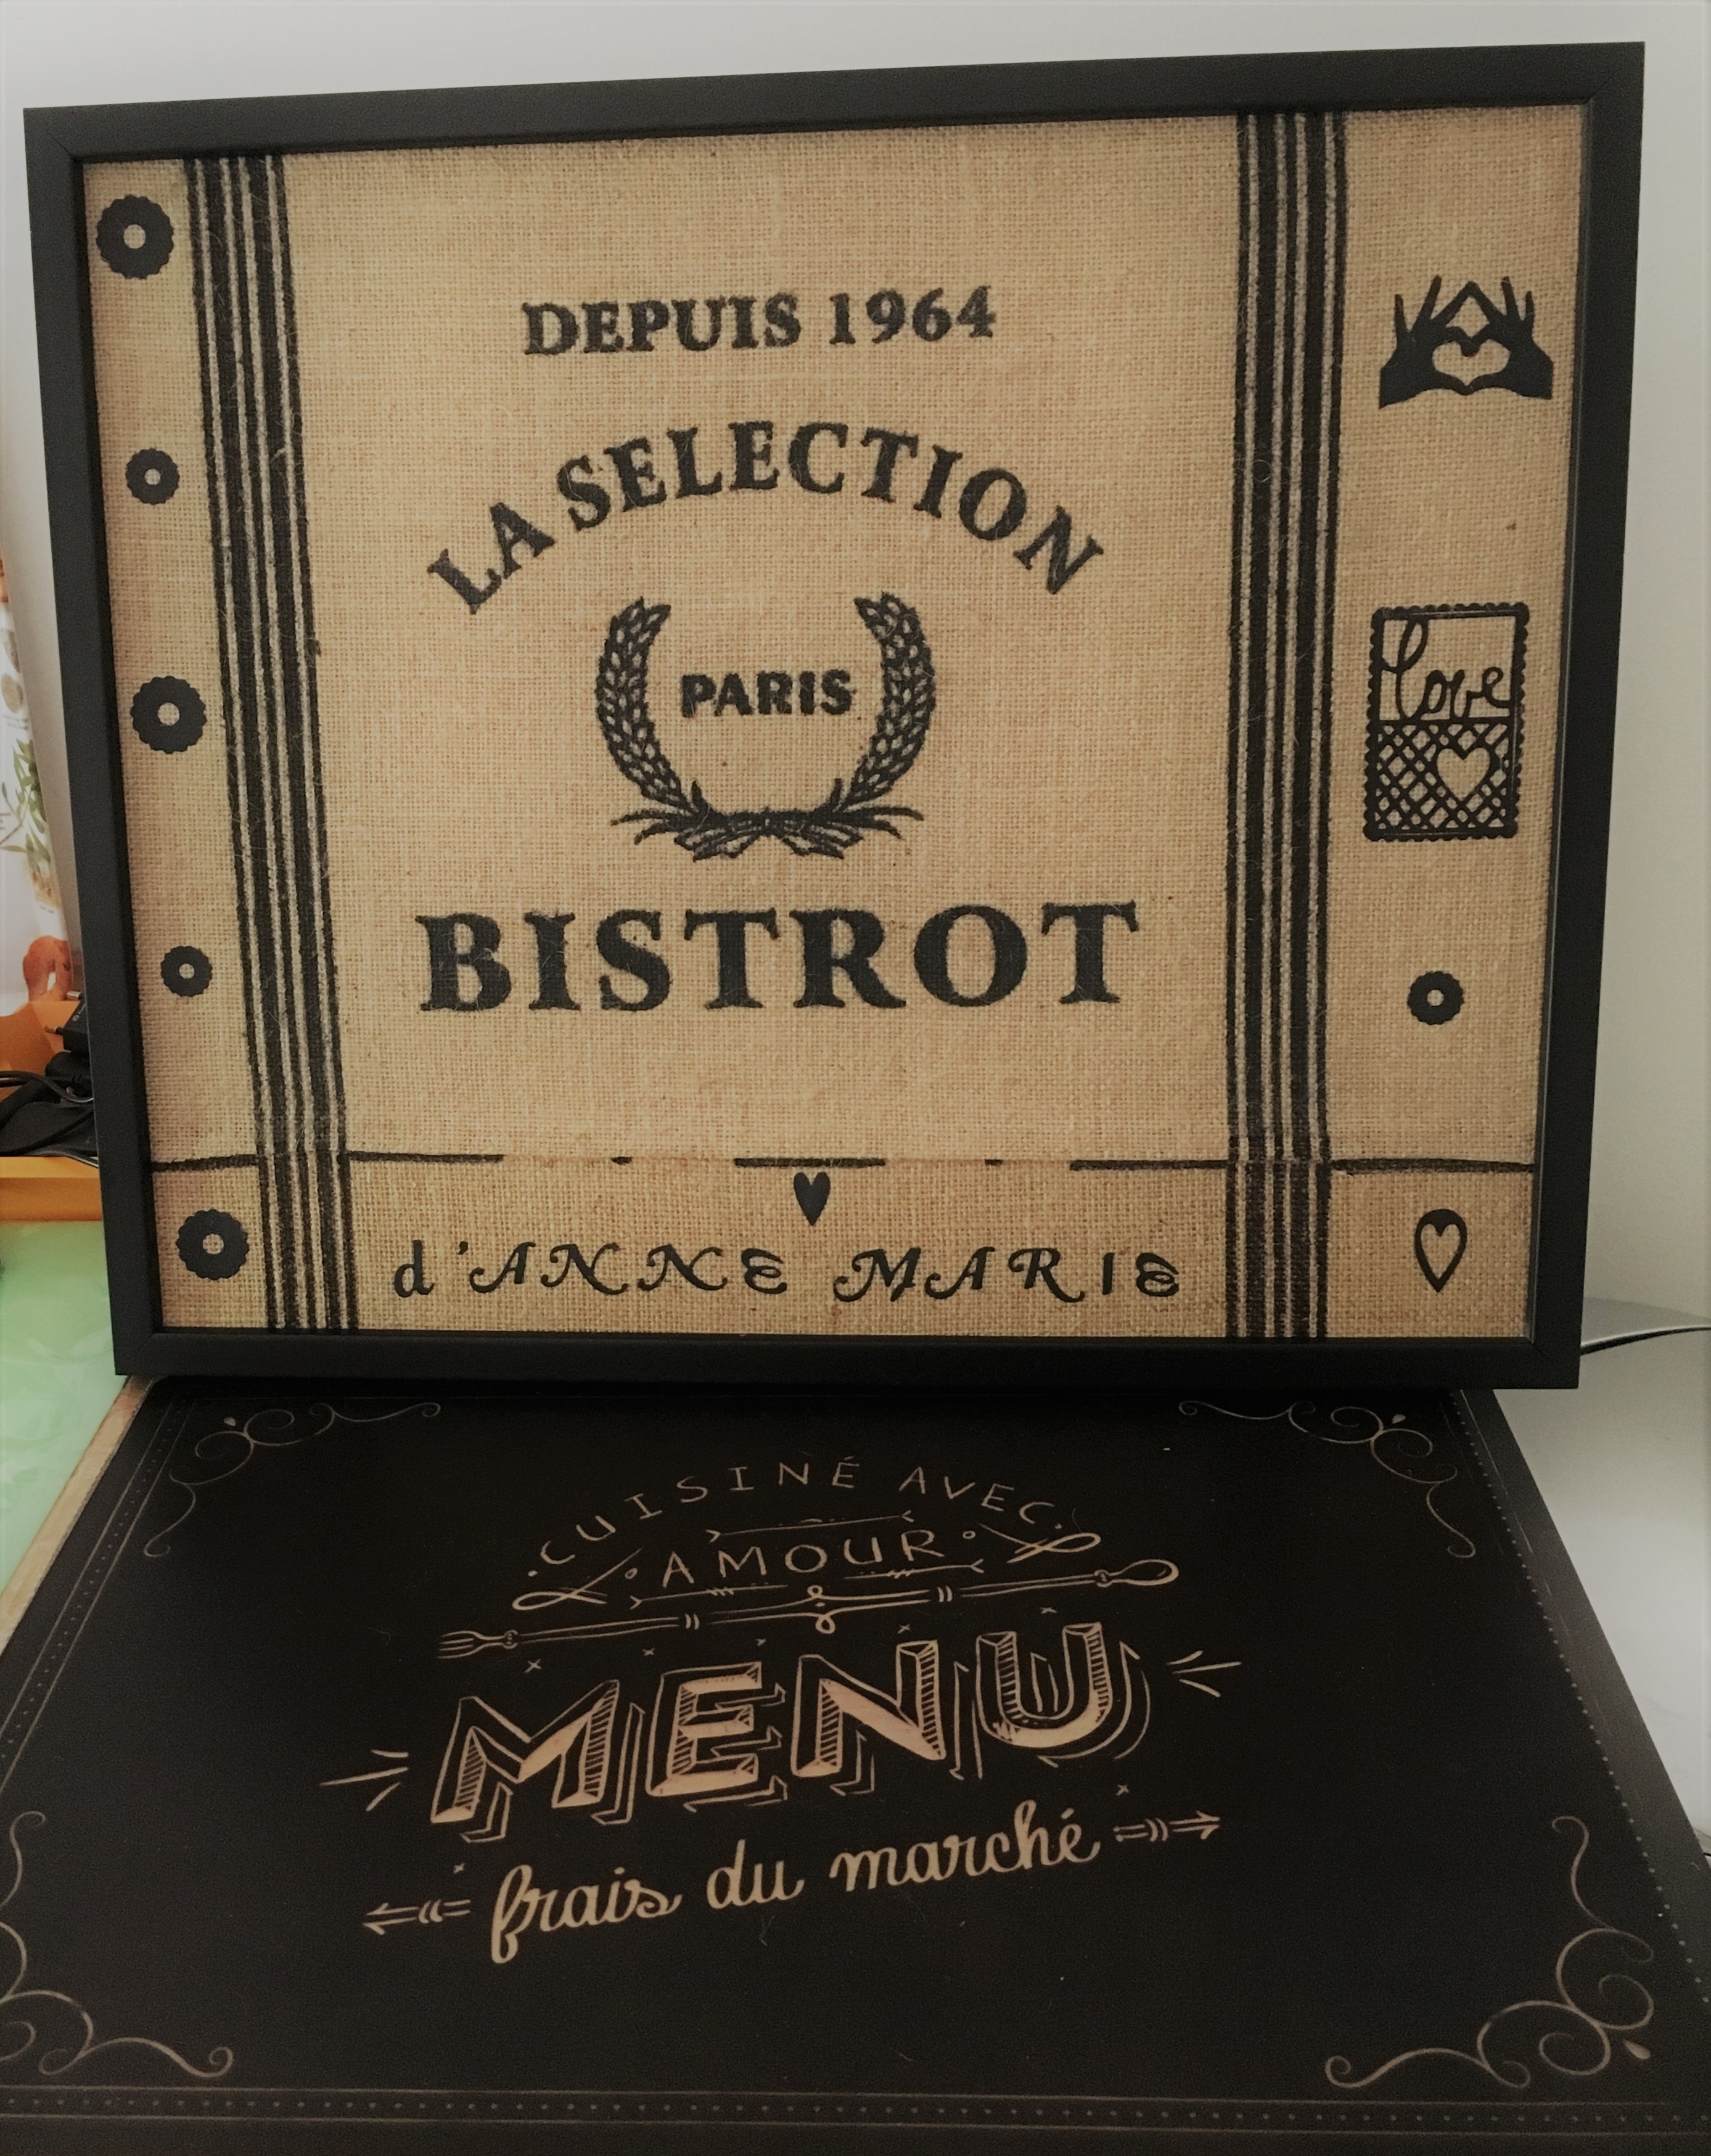 DEPUIS 1964
LA SELECTION
PARIS
love
BISTROT
d'ANNE MARIE
CUISINÉ AVEC
AMOUR
MENU
frais du marché